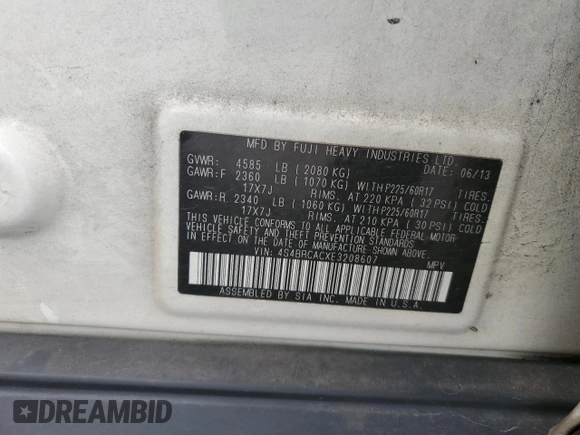 MFD BY FUJI HEAVY INDUSTRIES LTD.
GVWR: 4585 LB ( 2080 KG) DATE: 06/13
GAWR:F 2360 LB ( 1070 KG) WITH P225/60R17 TIRES.
17X7J RIMS. AT 220 KPA ( 32 PSI) COLD
GAWR:R 2340 LB ( 1060 KG) WITH P225/60R17 TIRES.
17X7J RIMS. AT 210 KPA ( 30 PSI) COLD
THIS VEHICLE CONFORMS TO ALL APPLICABLE FEDERAL MOTOR-
VEHICLE SAFETY AND THEFT PREVENTION STANDARDS IN
EFFECT ON THE DATE OF MANUFACTURE SHOWN ABOVE.
VIN: 4S4BRCACXE3208607 MPV
ASSEMBLED BY SIA INC. MADE IN U.S.A.
DREAMBID